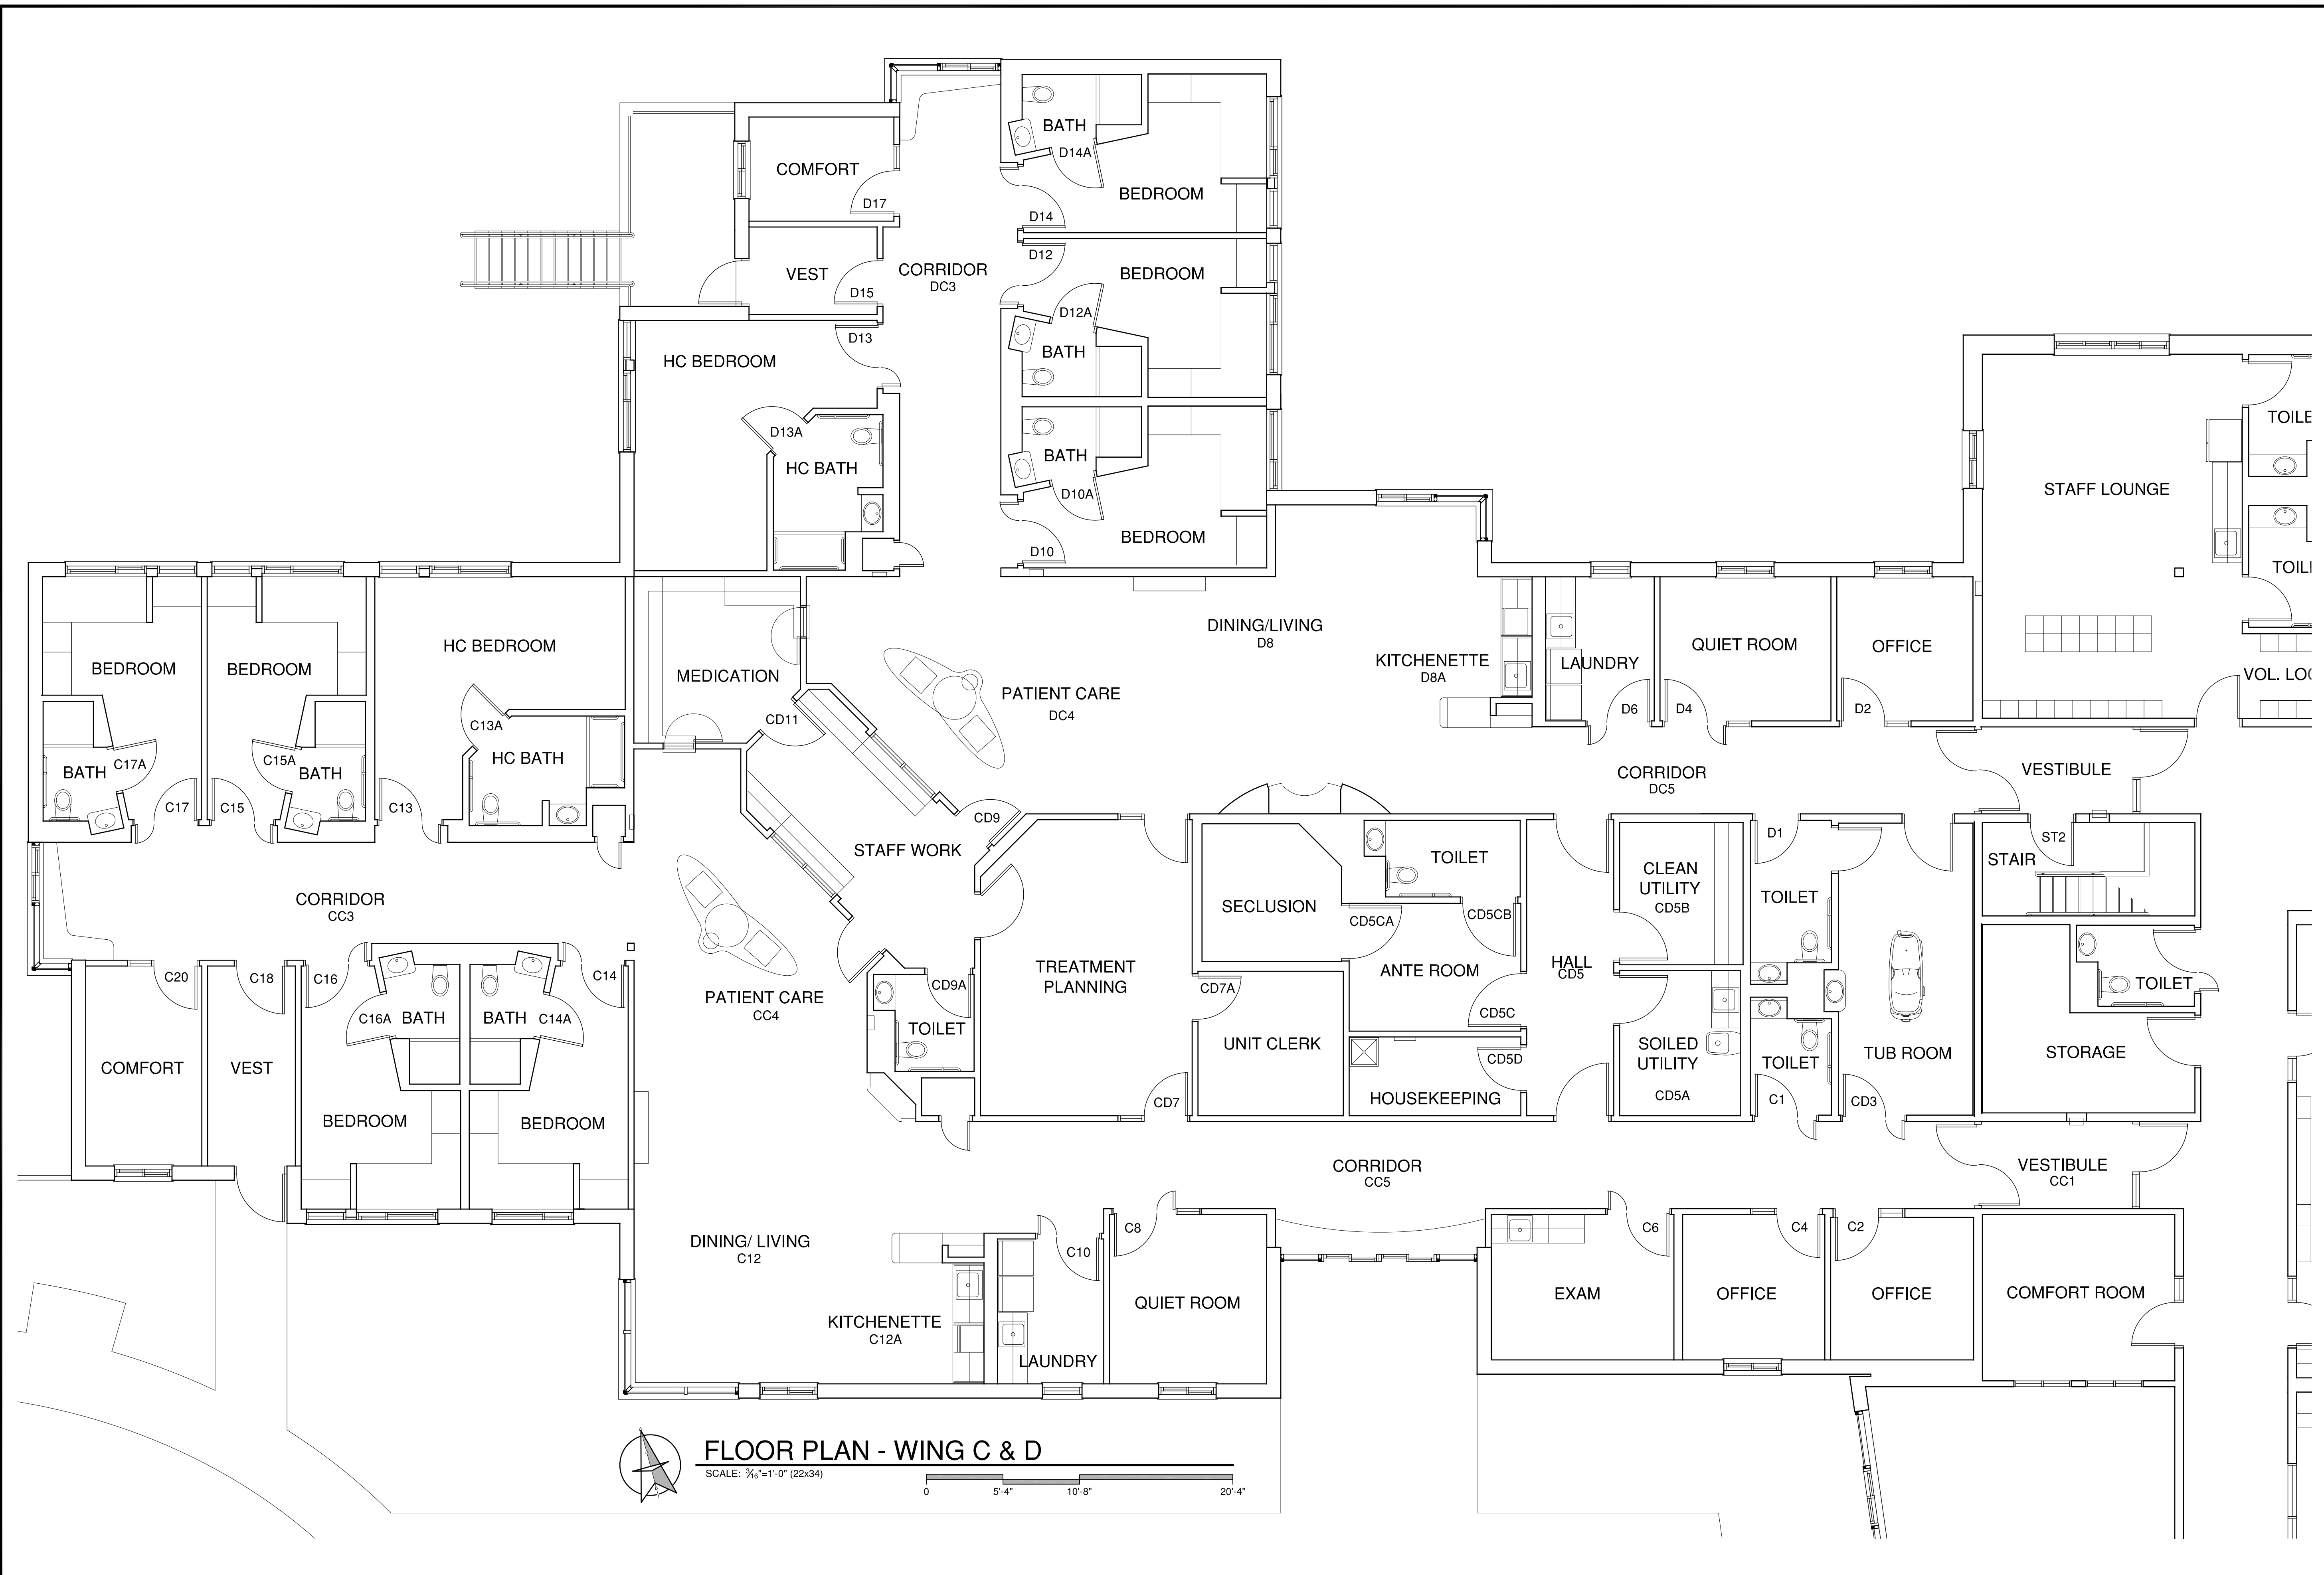 BATH
D14A
COMFORT
BEDROOM
D17
D14
D12
VEST
CORRIDOR
DC3
BEDROOM
D15
D12A
D13
HC BEDROOM
BATH
TOILE
D13A
BATH
HC BATH
D10A
STAFF LOUNGE
BEDROOM
D10
TOIL
DINING/LIVING
D8
HC BEDROOM
QUIET ROOM
OFFICE
BEDROOM
BEDROOM
MEDICATION
KITCHENETTE
D8A
LAUNDRY
VOL. LOC
PATIENT CARE
DC4
D6
D4
D2
C13A
CD11
C17A
C15A
BATH
BATH
HC BATH
CORRIDOR
DC5
VESTIBULE
C17
C15
C13
CD9
D1
ST2
STAFF WORK
TOILET
STAIR
CLEAN
UTILITY
CD5B
CORRIDOR
CC3
SECLUSION
CD5CA
CD5CB
TOILET
TREATMENT
PLANNING
ANTE ROOM
HALL
CD5
C20
C18
C16
C14
CD9A
CD7A
TOILET
PATIENT CARE
CC4
C16A
BATH
BATH
C14A
CD5C
TOILET
UNIT CLERK
SOILED
UTILITY
CD5A
TUB ROOM
STORAGE
CD5D
TOILET
COMFORT
VEST
HOUSEKEEPING
CD7
C1
CD3
BEDROOM
BEDROOM
CORRIDOR
CC5
VESTIBULE
CC1
C8
C6
C4
C2
DINING/ LIVING
C12
C10
QUIET ROOM
EXAM
OFFICE
OFFICE
COMFORT ROOM
KITCHENETTE
C12A
LAUNDRY
FLOOR PLAN - WING C & D
SCALE: 3/16"=1'-0" (22x34)
0 5'-4" 10'-8" 20'-4"